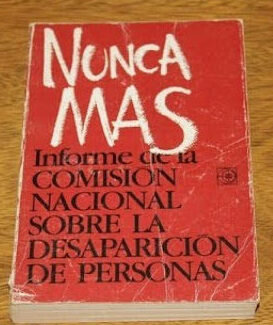 NUNCA
MAS
Informe de la
COMISION
NACIONAL
SOBRE LA
DESAPARICION
DE PERSONAS